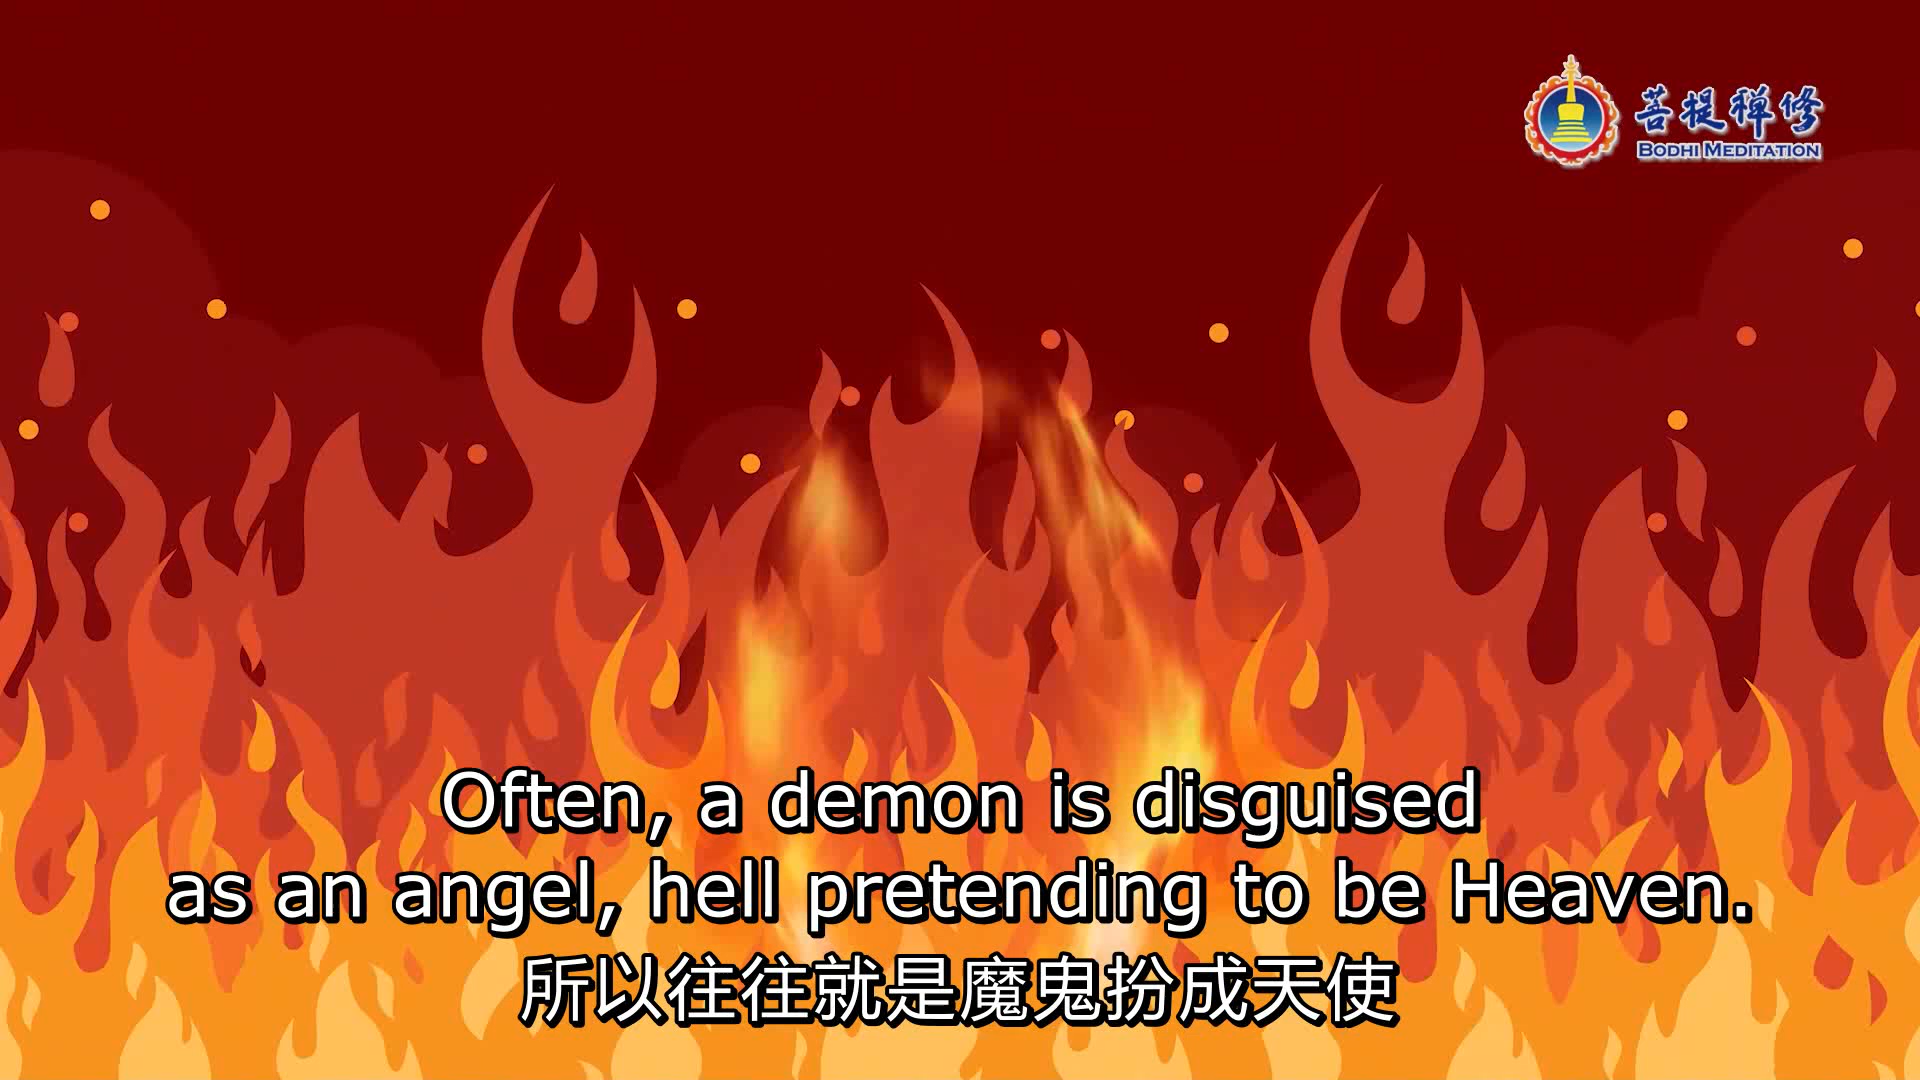 菩提禅修
BODHI MEDITATION
Often, a demon is disguised
as an angel, hell pretending to be Heaven.
所以往往就是魔鬼扮成天使